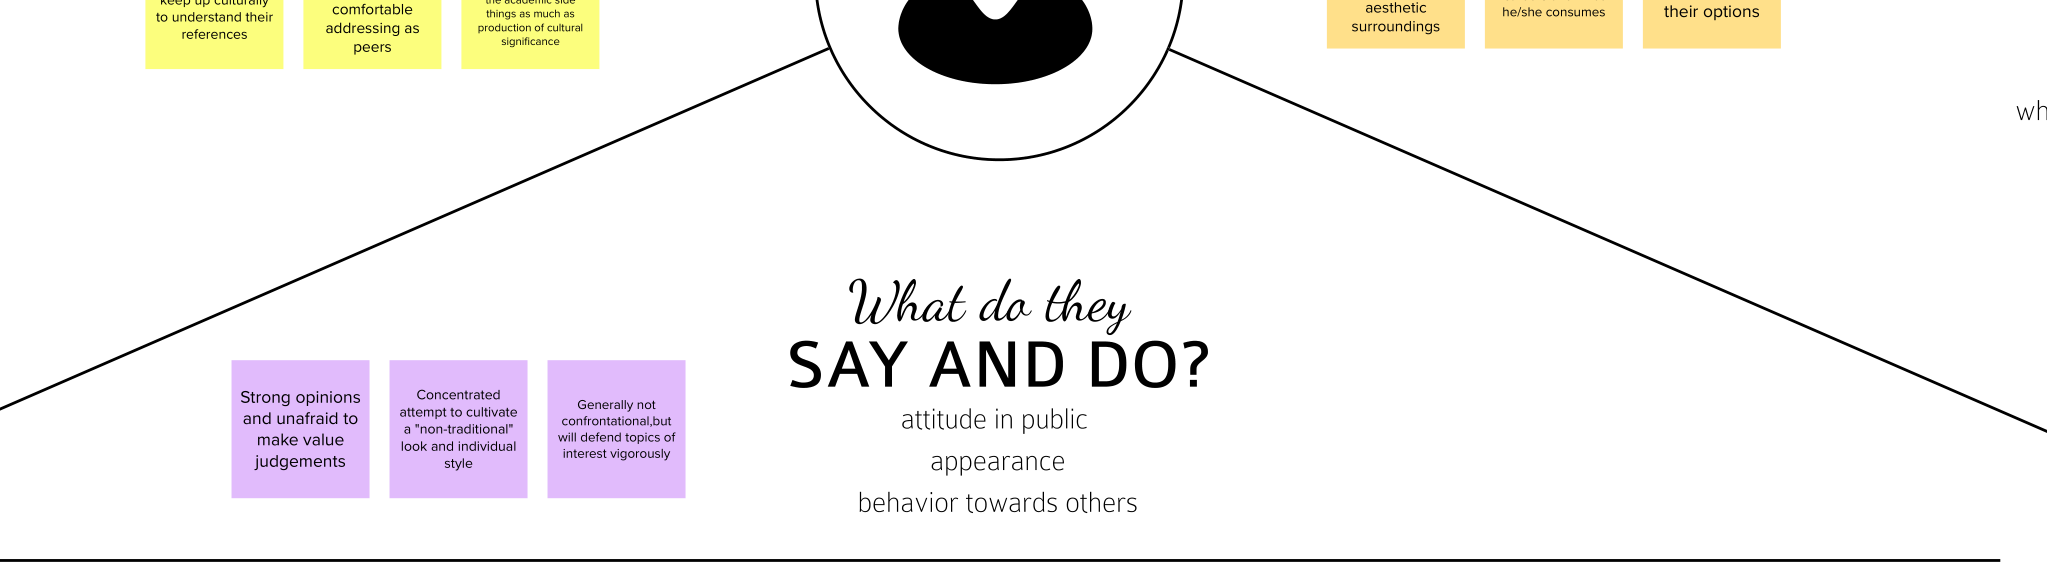 keep up culturally
to understand their
references
comfortable
addressing as
peers
the academic side
things as much as
production of cultural
significance
aesthetic
surroundings
he/she consumes
their options
wh
What do they
SAY AND DO?
attitude in public
appearance
behavior towards others
Strong opinions
and unafraid to
make value
judgements
Concentrated
attempt to cultivate
a "non-traditional"
look and individual
style
Generally not
confrontational,but
will defend topics of
interest vigorously